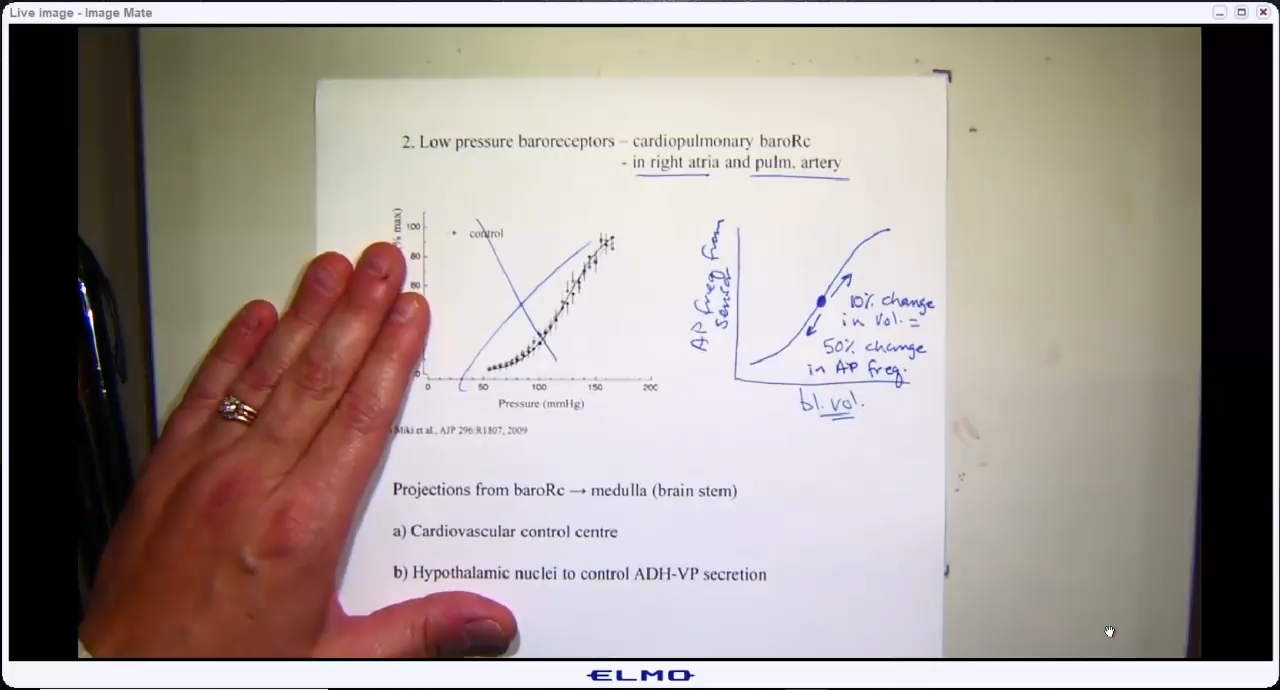 Live image - Image Mate
2. Low pressure baroreceptors – cardiopulmonary baroRc
- in right atria and pulm. artery
% max)
100
80
60
0
control
0 50 100 150 200
Pressure (mmHg)
Miki et al., AJP 296:R1807, 2009
AP freq from
sensor
10% change
in vol. =
50% change
in AP freq.
bl. vol.
Projections from baroRc → medulla (brain stem)
a) Cardiovascular control centre
b) Hypothalamic nuclei to control ADH-VP secretion
ELMO